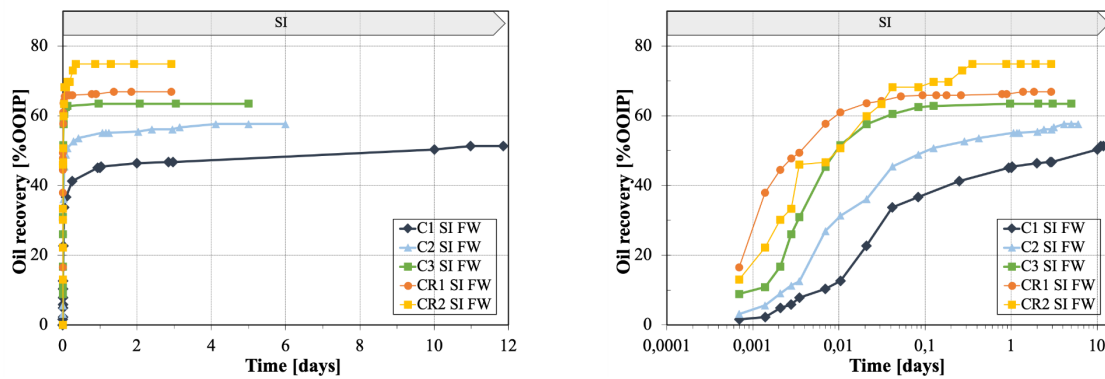 SI
80
60
40
20
0
Oil recovery [%OOIP]
0
2
4
6
8
10
12
Time [days]
C1 SI FW
C2 SI FW
C3 SI FW
CR1 SI FW
CR2 SI FW
SI
80
60
40
20
0
Oil recovery [%OOIP]
0,0001
0,001
0,01
0,1
1
10
Time [days]
C1 SI FW
C2 SI FW
C3 SI FW
CR1 SI FW
CR2 SI FW